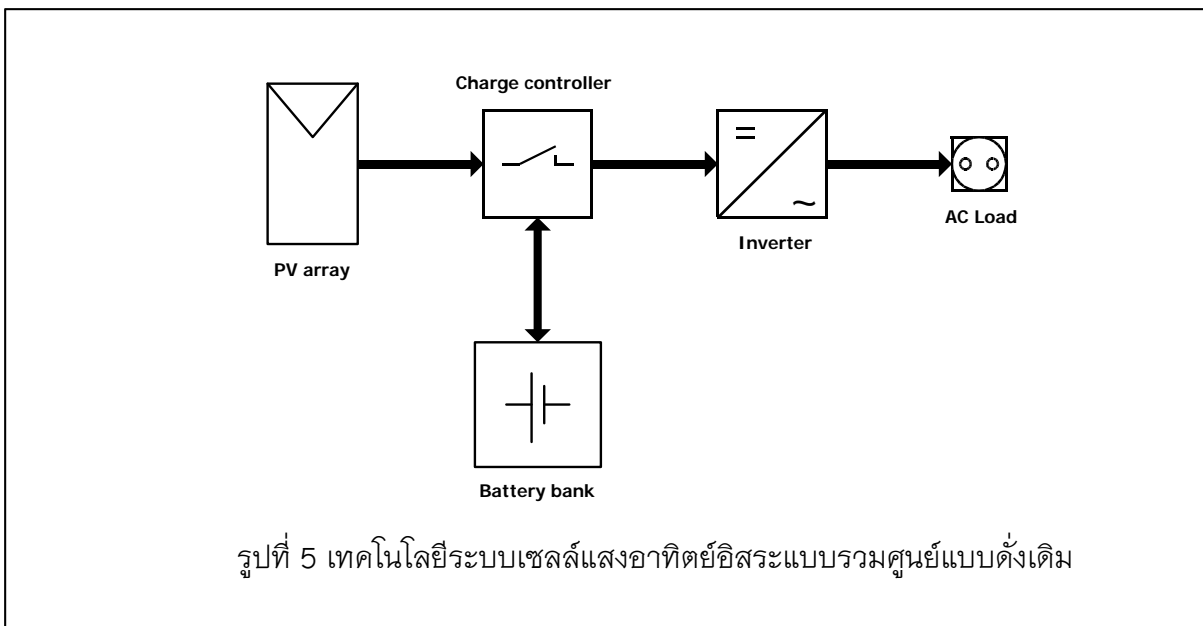 Charge controller
PV array
Inverter
AC Load
Battery bank
รูปที่ 5 เทคโนโลยีระบบเซลล์แสงอาทิตย์อิสระแบบรวมศูนย์แบบดั่งเดิม